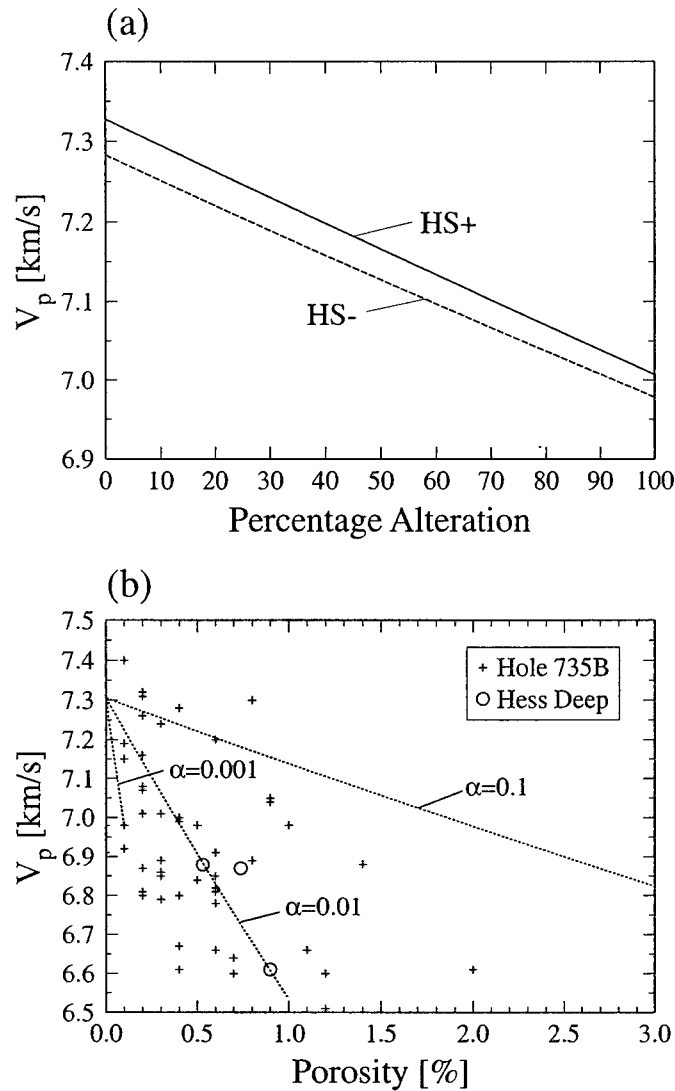 (a)
7.4
7.3
7.2
7.1
7.0
6.9
V_p [km/s]
HS+
HS-
0 10 20 30 40 50 60 70 80 90 100
Percentage Alteration
(b)
7.5
7.4
7.3
7.2
7.1
7.0
6.9
6.8
6.7
6.6
6.5
V_p [km/s]
+ Hole 735B
○ Hess Deep
α=0.001
α=0.1
α=0.01
0.0 0.5 1.0 1.5 2.0 2.5 3.0
Porosity [%]